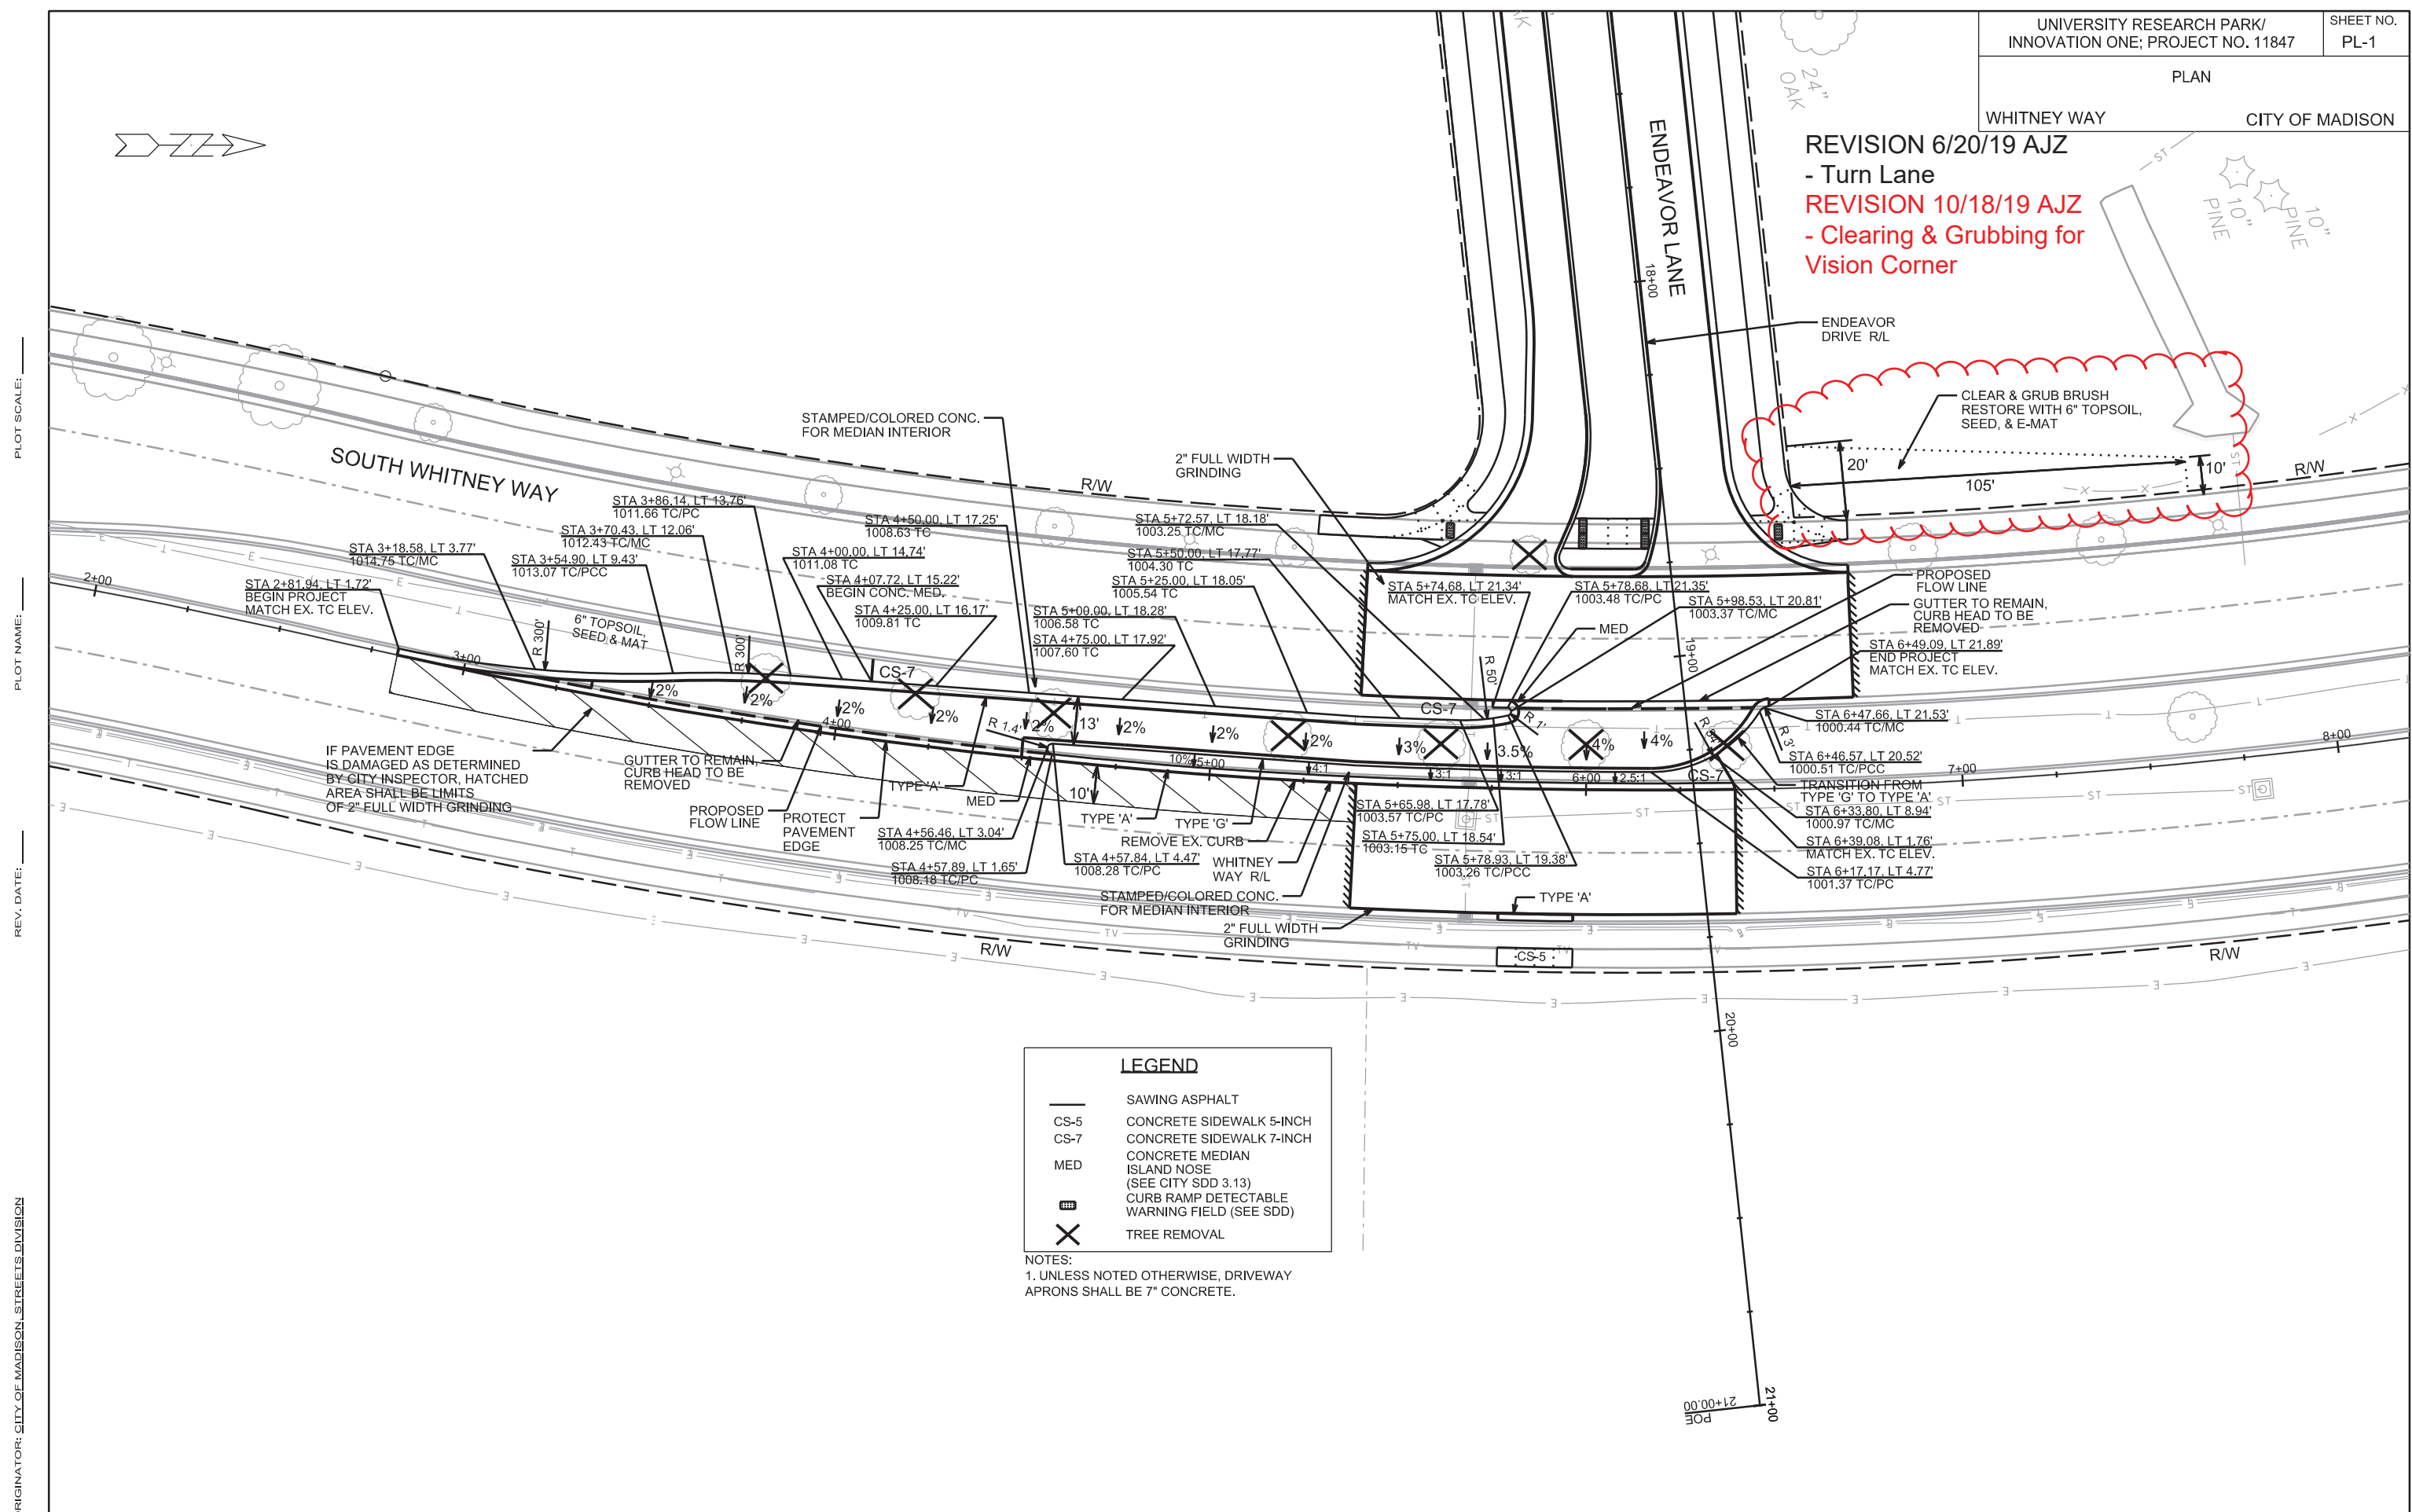 UNIVERSITY RESEARCH PARK/
INNOVATION ONE; PROJECT NO. 11847
SHEET NO.
PL-1
PLAN
WHITNEY WAY
CITY OF MADISON
REVISION 6/20/19 AJZ
- Turn Lane
REVISION 10/18/19 AJZ
- Clearing & Grubbing for
Vision Corner
24"
OAK
10"
PINE
10"
PINE
ST
ENDEAVOR LANE
18+00
ENDEAVOR
DRIVE R/L
CLEAR & GRUB BRUSH
RESTORE WITH 6" TOPSOIL,
SEED, & E-MAT
20'
105'
10'
R/W
PLOT SCALE:
PLOT NAME:
REV. DATE:
ORIGINATOR: CITY OF MADISON, STREETS DIVISION
SOUTH WHITNEY WAY
STAMPED/COLORED CONC.
FOR MEDIAN INTERIOR
2" FULL WIDTH
GRINDING
R/W
STA 3+86.14, LT 13.76'
1011.66 TC/PC
STA 3+70.43, LT 12.06'
1012.43 TC/MC
STA 3+18.58, LT 3.77'
1014.75 TC/MC
STA 3+54.90, LT 9.43'
1013.07 TC/PCC
STA 2+81.94, LT 1.72'
BEGIN PROJECT
MATCH EX. TC ELEV.
STA 4+50.00, LT 17.25'
1008.63 TC
STA 4+00.00, LT 14.74'
1011.08 TC
STA 4+07.72, LT 15.22'
BEGIN CONC. MED.
STA 4+25.00, LT 16.17'
1009.81 TC
STA 5+72.57, LT 18.18'
1003.25 TC/MC
STA 5+50.00, LT 17.77'
1004.30 TC
STA 5+25.00, LT 18.05'
1005.54 TC
STA 5+00.00, LT 18.28'
1006.58 TC
STA 4+75.00, LT 17.92'
1007.60 TC
STA 5+74.68, LT 21.34'
MATCH EX. TC ELEV.
STA 5+78.68, LT 21.35'
1003.48 TC/PC
STA 5+98.53, LT 20.81'
1003.37 TC/MC
MED
PROPOSED
FLOW LINE
GUTTER TO REMAIN,
CURB HEAD TO BE
REMOVED
STA 6+49.09, LT 21.89'
END PROJECT
MATCH EX. TC ELEV.
STA 6+47.66, LT 21.53'
1000.44 TC/MC
STA 6+46.57, LT 20.52'
1000.51 TC/PCC
TRANSITION FROM
TYPE 'G' TO TYPE 'A'
STA 6+33.80, LT 8.94'
1000.97 TC/MC
STA 6+39.08, LT 1.76'
MATCH EX. TC ELEV.
STA 6+17.17, LT 4.77'
1001.37 TC/PC
2+00
3+00
4+00
5+00
6+00
7+00
8+00
19+00
6" TOPSOIL,
SEED & MAT
R 300'
R 300'
CS-7
2%
2%
2%
2%
2%
2%
2%
2%
3%
3.5%
4%
4%
13'
R 1.4'
R 50'
R 1'
R 3'
CS-7
CS-7
10%
4:1
3:1
3:1
2.5:1
10'
IF PAVEMENT EDGE
IS DAMAGED AS DETERMINED
BY CITY INSPECTOR, HATCHED
AREA SHALL BE LIMITS
OF 2" FULL WIDTH GRINDING
GUTTER TO REMAIN,
CURB HEAD TO BE
REMOVED
PROPOSED
FLOW LINE
PROTECT
PAVEMENT
EDGE
TYPE 'A'
MED
STA 4+56.46, LT 3.04'
1008.25 TC/MC
STA 4+57.89, LT 1.65'
1008.18 TC/PC
TYPE 'A'
TYPE 'G'
REMOVE EX. CURB
STA 4+57.84, LT 4.47'
1008.28 TC/PC
WHITNEY
WAY R/L
STAMPED/COLORED CONC.
FOR MEDIAN INTERIOR
2" FULL WIDTH
GRINDING
STA 5+65.98, LT 17.78'
1003.57 TC/PC
STA 5+75.00, LT 18.54'
1003.15 TC
STA 5+78.93, LT 19.38'
1003.26 TC/PCC
TYPE 'A'
CS-5
R/W
R/W
20+00
21+00
POE
21+00.00
LEGEND
SAWING ASPHALT
CS-5 CONCRETE SIDEWALK 5-INCH
CS-7 CONCRETE SIDEWALK 7-INCH
MED CONCRETE MEDIAN
ISLAND NOSE
(SEE CITY SDD 3.13)
CURB RAMP DETECTABLE
WARNING FIELD (SEE SDD)
TREE REMOVAL
NOTES:
1. UNLESS NOTED OTHERWISE, DRIVEWAY
APRONS SHALL BE 7" CONCRETE.